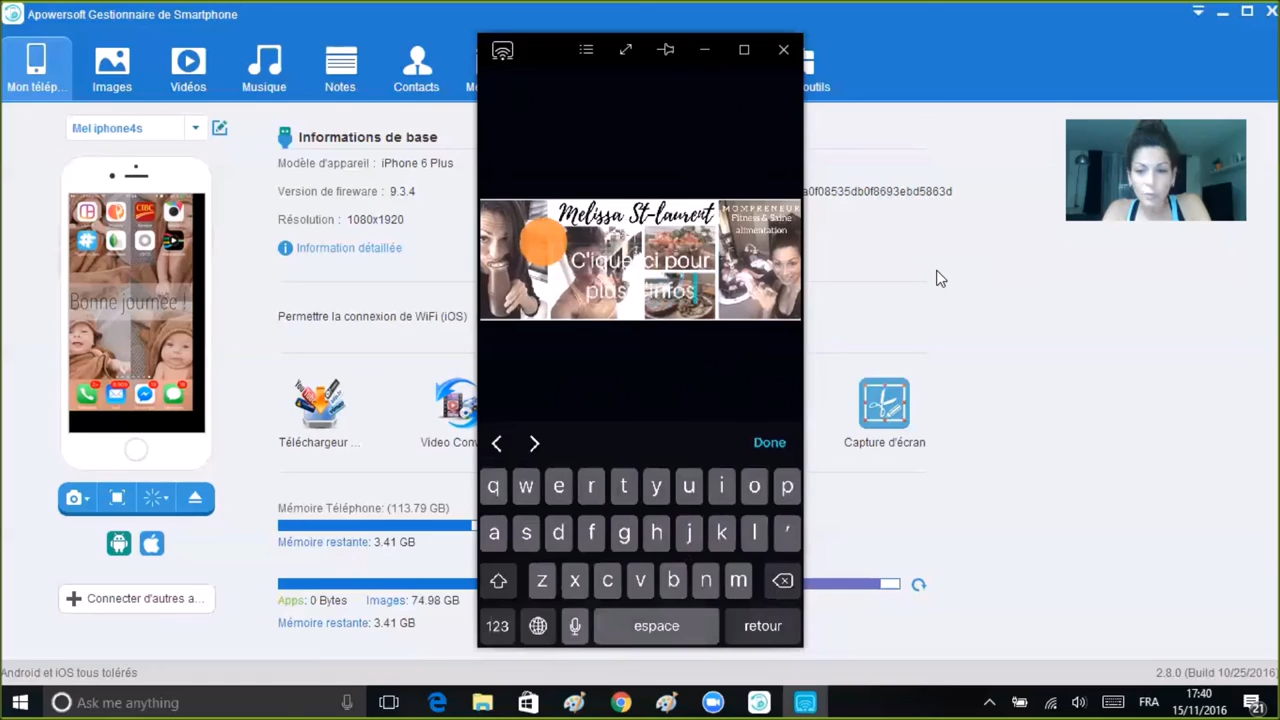 Apowersoft Gestionnaire de Smartphone
Mon télép...
Images
Vidéos
Musique
Notes
Contacts
outils
Mel iphone4s
Informations de base
Modèle d'appareil : iPhone 6 Plus
Version de fireware : 9.3.4
a0f08535db0f8693ebd5863d
Résolution : 1080x1920
Information détaillée
Permettre la connexion de WiFi (iOS)
Bonne journée !
CIBC
Melissa St-laurent
MOMPRENEUR
Fitness & Saine
alimentation
C'ique ici pour
plus d'infos
Téléchargeur ...
Video Conv
Capture d'écran
Done
Mémoire Téléphone: (113.79 GB)
Mémoire restante: 3.41 GB
Connecter d'autres a...
Apps: 0 Bytes Images: 74.98 GB
Mémoire restante: 3.41 GB
q w e r t y u i o p
a s d f g h j k l '
z x c v b n m
123 espace retour
Android et iOS tous tolérés
2.8.0 (Build 10/25/2016)
Ask me anything
FRA
17:40
15/11/2016
21